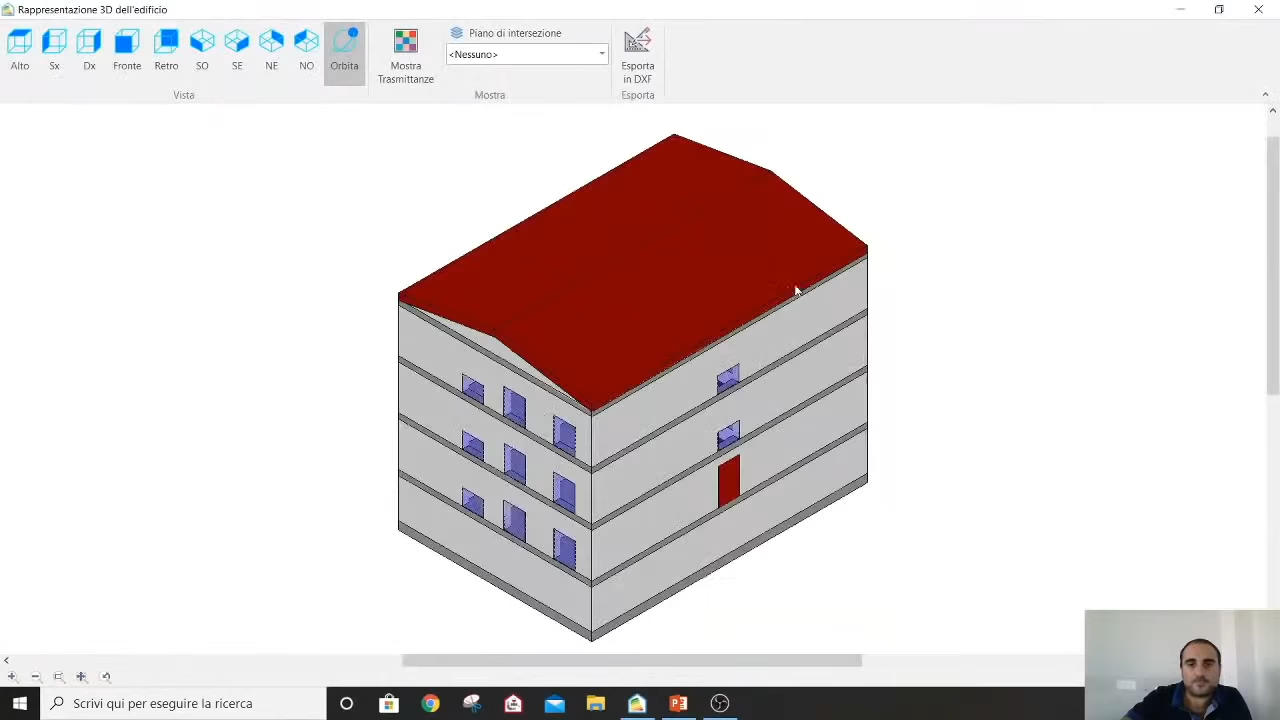 Rappresentazione 3D dell'edificio
Alto
Sx
Dx
Fronte
Retro
SO
SE
NE
NO
Orbita
Vista
Mostra
Trasmittanze
Piano di intersezione
<Nessuno>
Mostra
Esporta
in DXF
Esporta
Scrivi qui per eseguire la ricerca